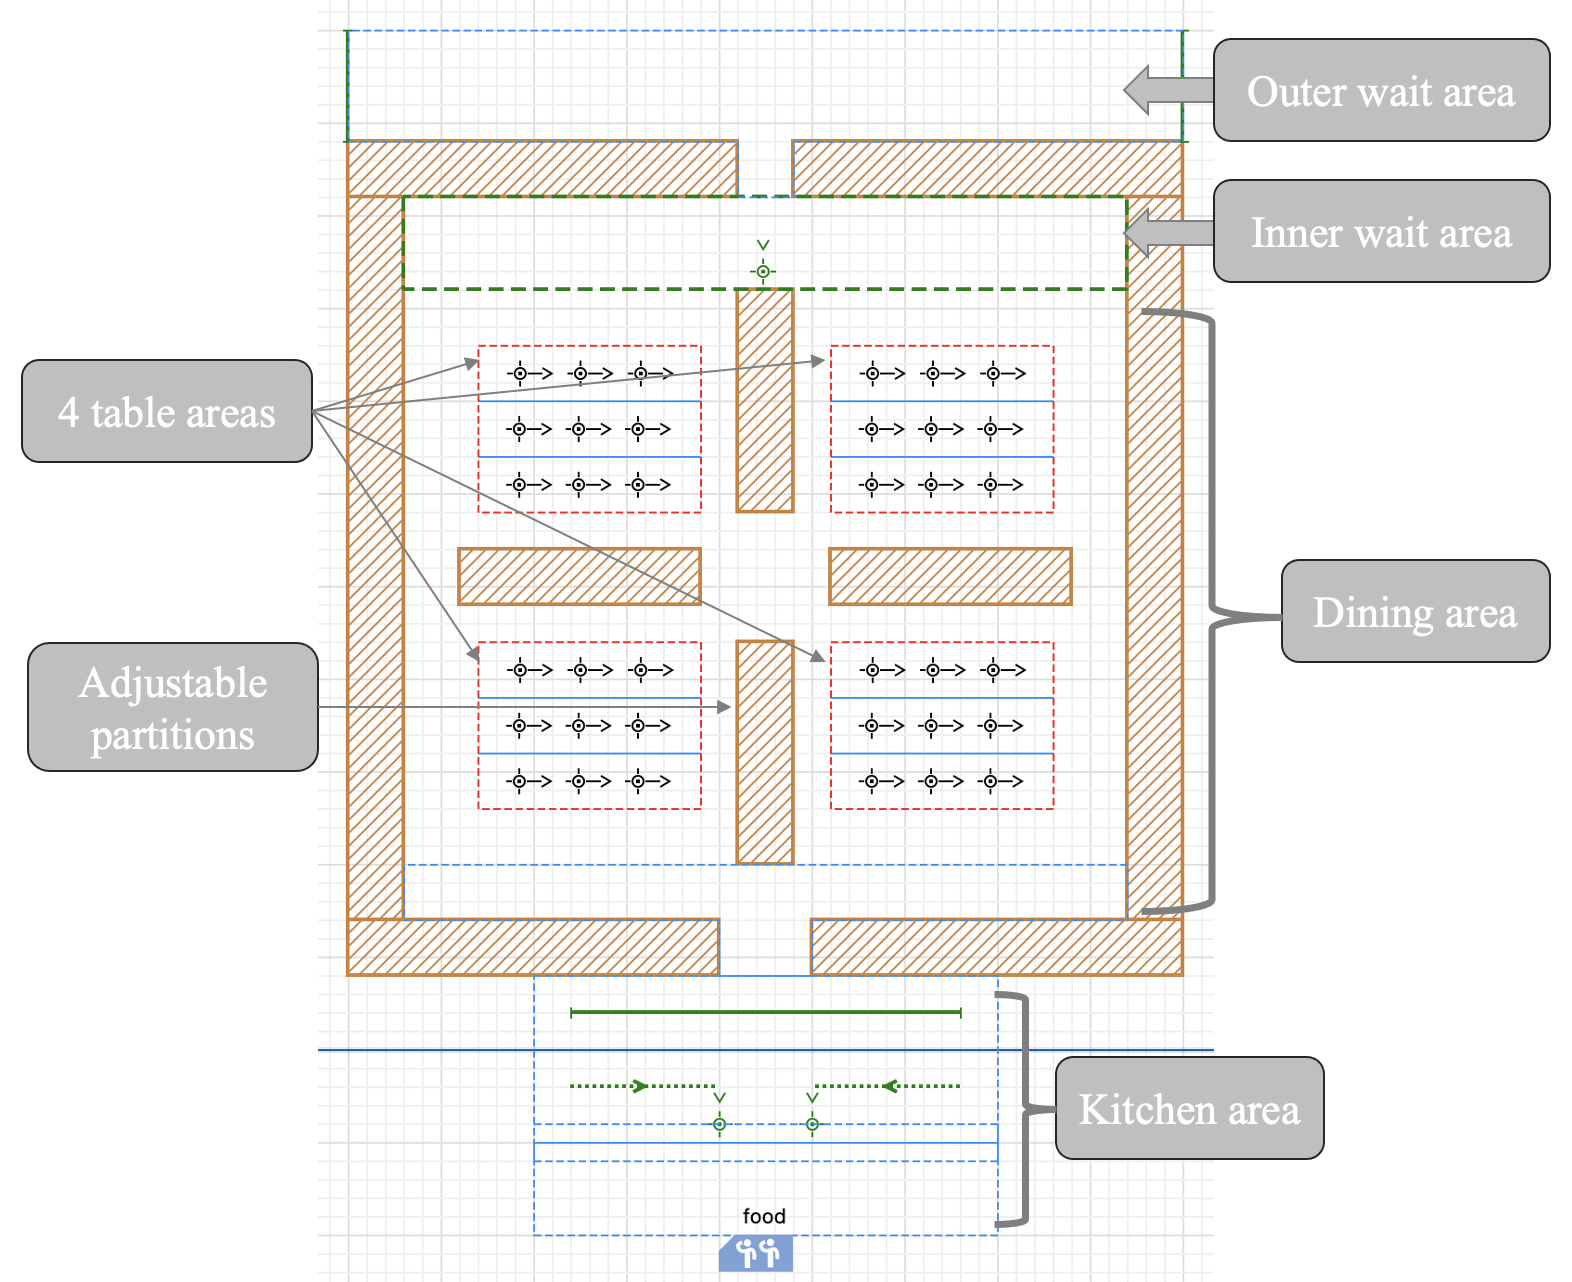 Outer wait area
Inner wait area
4 table areas
Dining area
Adjustable
partitions
Kitchen area
food